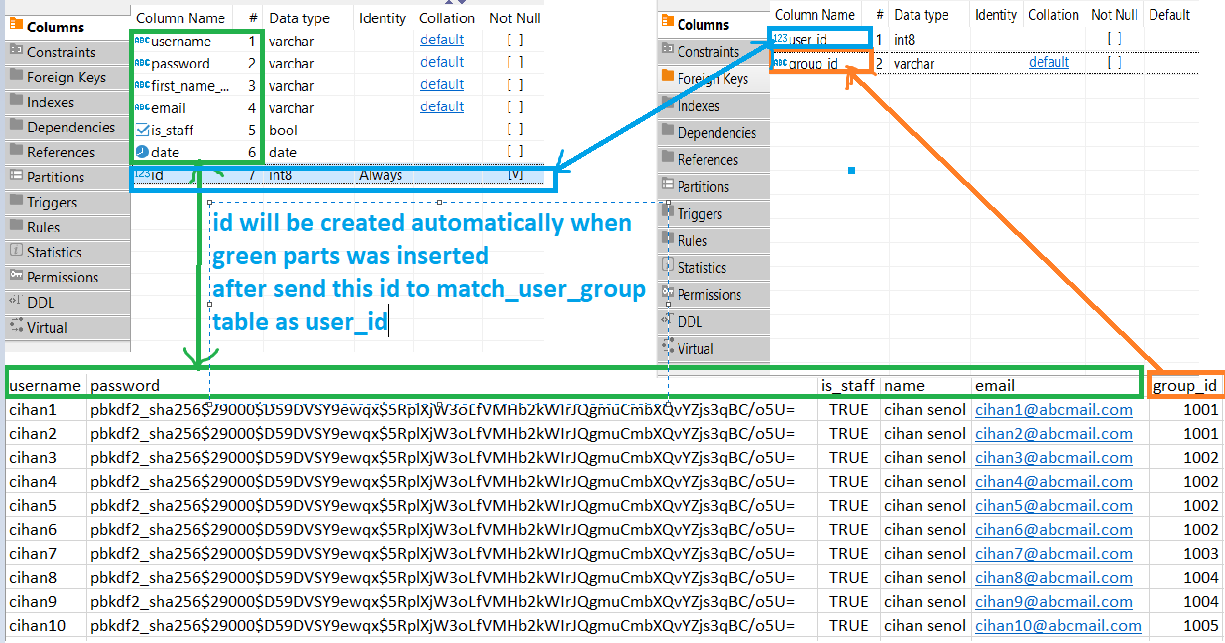 Column Name # Data type Identity Collation Not Null
Columns
Constraints
Foreign Keys
Indexes
Dependencies
References
Partitions
Triggers
Rules
Statistics
Permissions
DDL
Virtual
ABC username 1 varchar default [ ]
ABC password 2 varchar default [ ]
ABC first_name_... 3 varchar default [ ]
ABC email 4 varchar default [ ]
is_staff 5 bool [ ]
date 6 date [ ]
123 id 7 int8 Always [v]
Column Name # Data type Identity Collation Not Null Default
Columns
Constraints
Foreign Keys
Indexes
Dependencies
References
Partitions
Triggers
Rules
Statistics
Permissions
DDL
Virtual
123 user_id 1 int8 [ ]
ABC group_id 2 varchar default [ ]
id will be created automatically when
green parts was inserted
after send this id to match_user_group
table as user_id
username password is_staff name email group_id
cihan1 pbkdf2_sha256$29000$D59DVSY9ewqx$5RplXjW3oLfVMHb2kWIrJQgmuCmbXQvYZjs3qBC/o5U= TRUE cihan senol cihan1@abcmail.com 1001
cihan2 pbkdf2_sha256$29000$D59DVSY9ewqx$5RplXjW3oLfVMHb2kWIrJQgmuCmbXQvYZjs3qBC/o5U= TRUE cihan senol cihan2@abcmail.com 1001
cihan3 pbkdf2_sha256$29000$D59DVSY9ewqx$5RplXjW3oLfVMHb2kWIrJQgmuCmbXQvYZjs3qBC/o5U= TRUE cihan senol cihan3@abcmail.com 1002
cihan4 pbkdf2_sha256$29000$D59DVSY9ewqx$5RplXjW3oLfVMHb2kWIrJQgmuCmbXQvYZjs3qBC/o5U= TRUE cihan senol cihan4@abcmail.com 1002
cihan5 pbkdf2_sha256$29000$D59DVSY9ewqx$5RplXjW3oLfVMHb2kWIrJQgmuCmbXQvYZjs3qBC/o5U= TRUE cihan senol cihan5@abcmail.com 1002
cihan6 pbkdf2_sha256$29000$D59DVSY9ewqx$5RplXjW3oLfVMHb2kWIrJQgmuCmbXQvYZjs3qBC/o5U= TRUE cihan senol cihan6@abcmail.com 1002
cihan7 pbkdf2_sha256$29000$D59DVSY9ewqx$5RplXjW3oLfVMHb2kWIrJQgmuCmbXQvYZjs3qBC/o5U= TRUE cihan senol cihan7@abcmail.com 1003
cihan8 pbkdf2_sha256$29000$D59DVSY9ewqx$5RplXjW3oLfVMHb2kWIrJQgmuCmbXQvYZjs3qBC/o5U= TRUE cihan senol cihan8@abcmail.com 1004
cihan9 pbkdf2_sha256$29000$D59DVSY9ewqx$5RplXjW3oLfVMHb2kWIrJQgmuCmbXQvYZjs3qBC/o5U= TRUE cihan senol cihan9@abcmail.com 1004
cihan10 pbkdf2_sha256$29000$D59DVSY9ewqx$5RplXjW3oLfVMHb2kWIrJQgmuCmbXQvYZjs3qBC/o5U= TRUE cihan senol cihan10@abcmail.com 1005